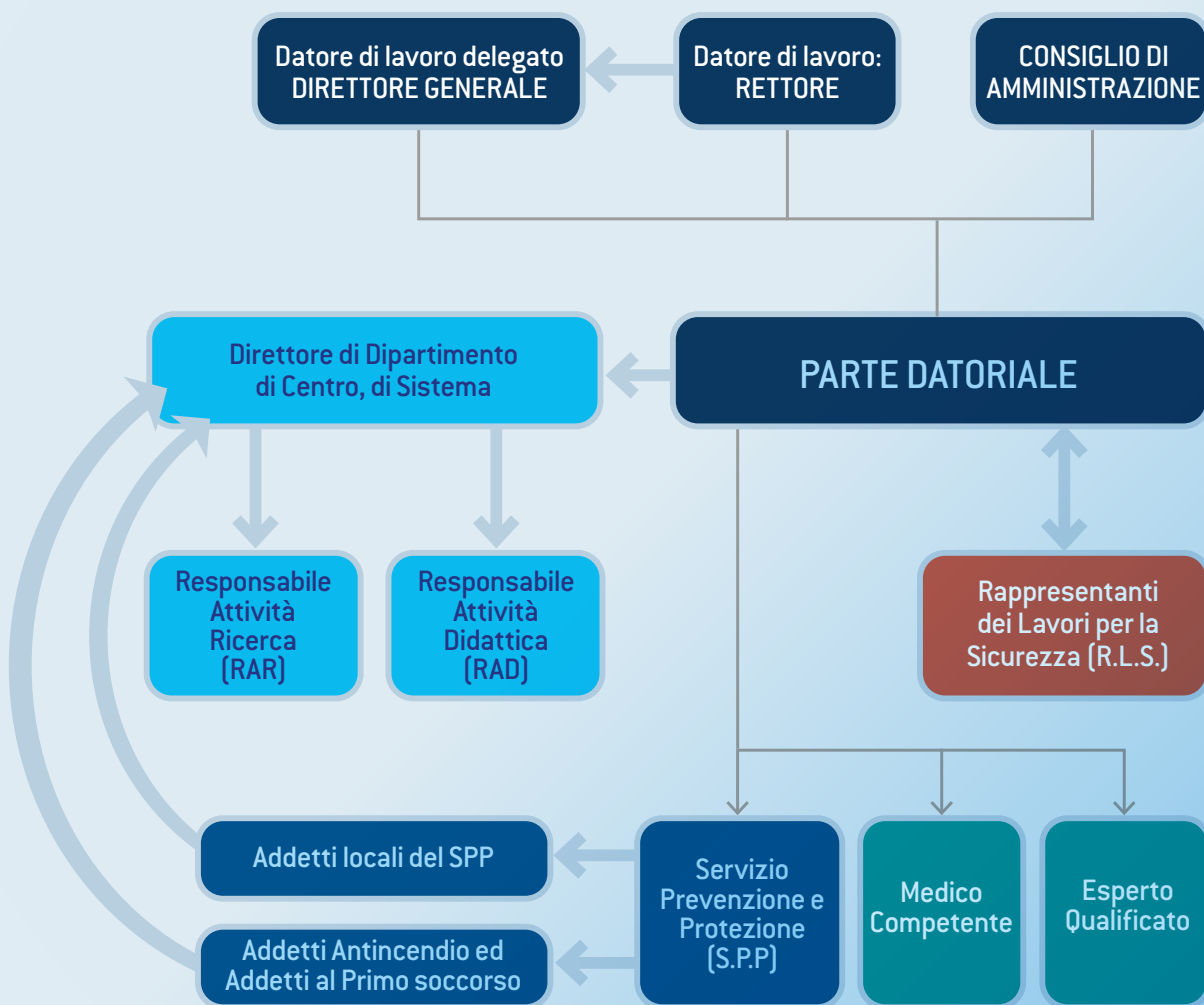 Datore di lavoro delegato
DIRETTORE GENERALE
Datore di lavoro:
RETTORE
CONSIGLIO DI
AMMINISTRAZIONE
Direttore di Dipartimento
di Centro, di Sistema
PARTE DATORIALE
Responsabile
Attività
Ricerca
(RAR)
Responsabile
Attività
Didattica
(RAD)
Rappresentanti
dei Lavori per la
Sicurezza (R.L.S.)
Addetti locali del SPP
Addetti Antincendio ed
Addetti al Primo soccorso
Servizio
Prevenzione e
Protezione
(S.P.P)
Medico
Competente
Esperto
Qualificato